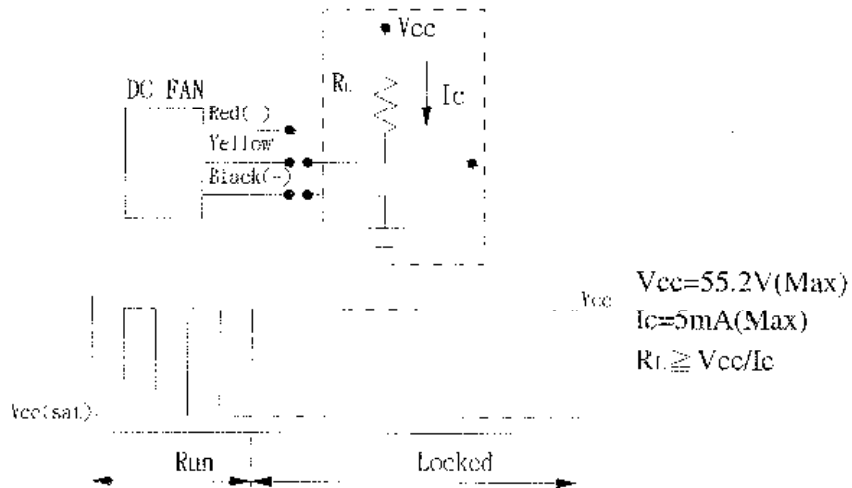 Vcc
RL
Ic
DC FAN
Red( )
Yellow
Black(-)
Vcc
Vcc=55.2V(Max)
Ic=5mA(Max)
RL≧Vcc/Ic
Vcc(sat)
Run
Locked